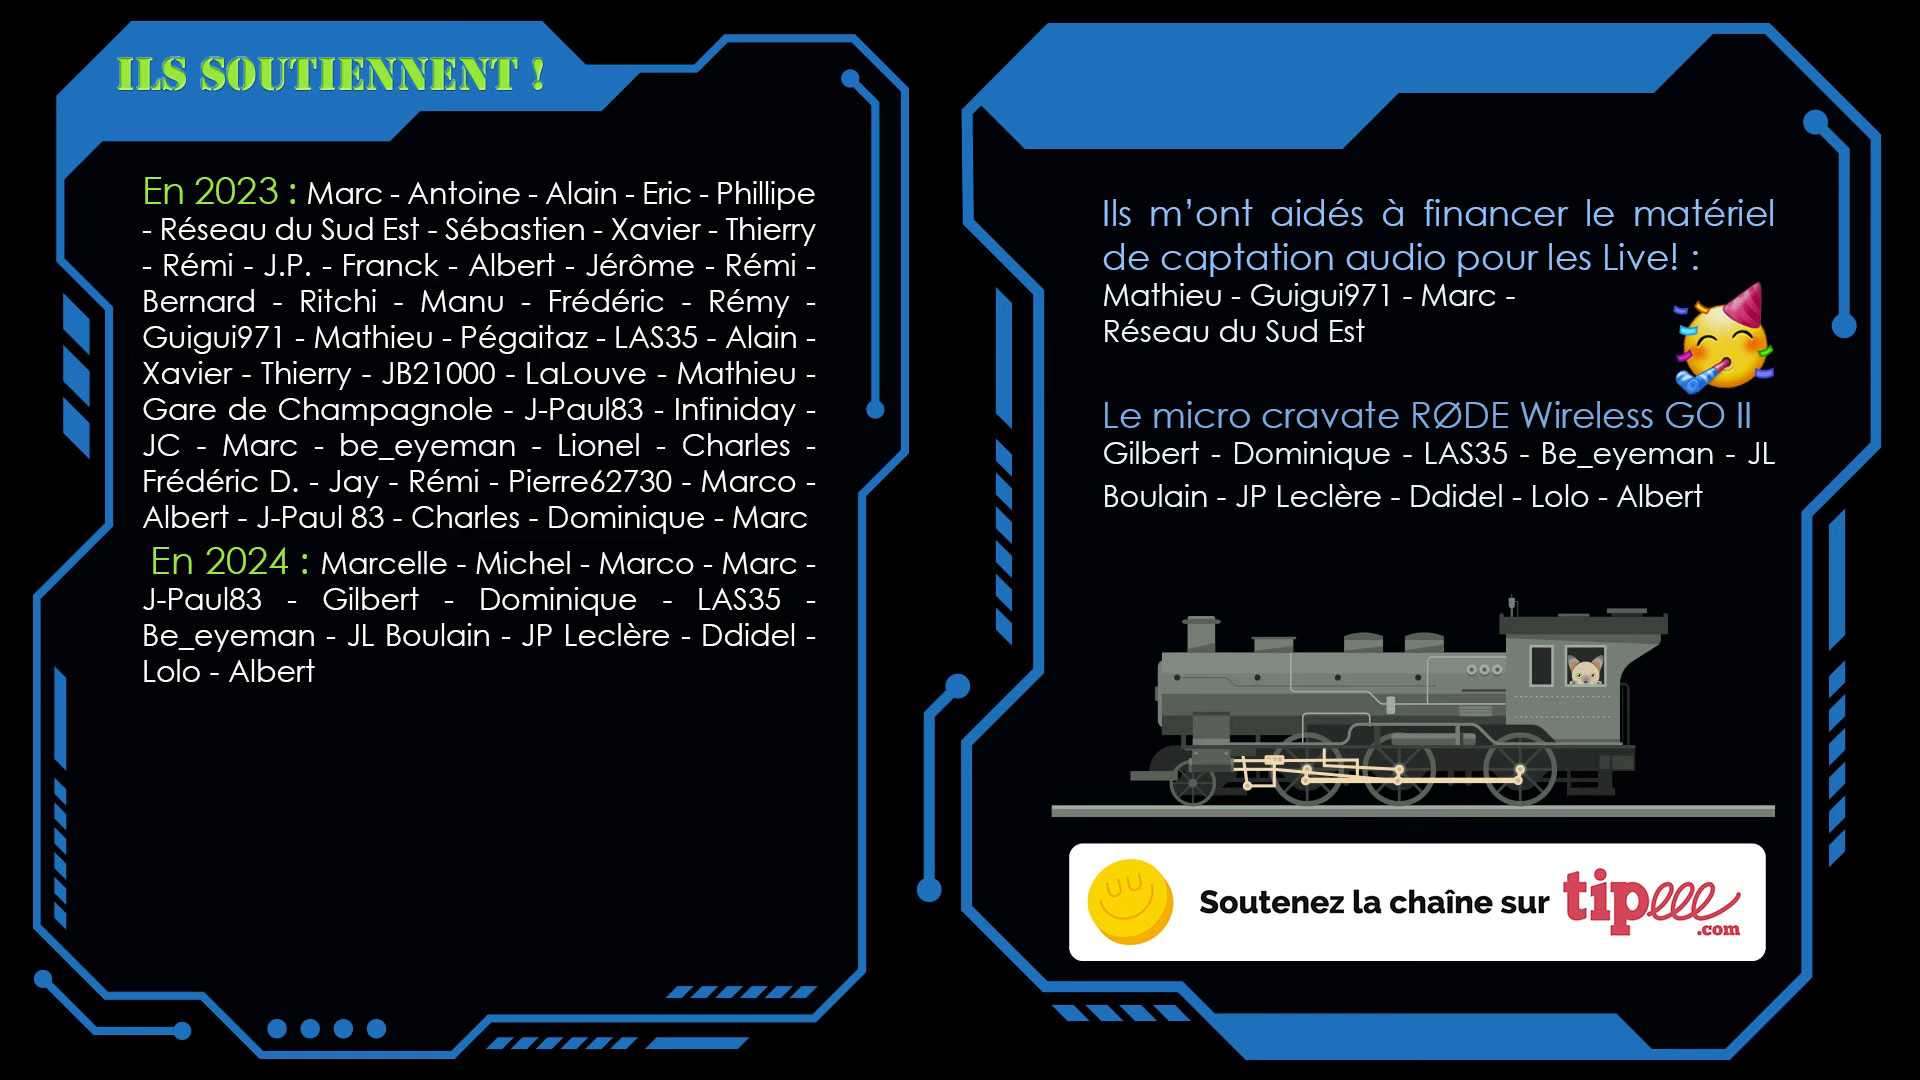 ILS SOUTIENNENT !
En 2023 : Marc - Antoine - Alain - Eric - Phillipe
- Réseau du Sud Est - Sébastien - Xavier - Thierry
- Rémi - J.P. - Franck - Albert - Jérôme - Rémi -
Bernard - Ritchi - Manu - Frédéric - Rémy -
Guigui971 - Mathieu - Pégaitaz - LAS35 - Alain -
Xavier - Thierry - JB21000 - LaLouve - Mathieu -
Gare de Champagnole - J-Paul83 - Infiniday -
JC - Marc - be_eyeman - Lionel - Charles -
Frédéric D. - Jay - Rémi - Pierre62730 - Marco -
Albert - J-Paul 83 - Charles - Dominique - Marc
En 2024 : Marcelle - Michel - Marco - Marc -
J-Paul83 - Gilbert - Dominique - LAS35 -
Be_eyeman - JL Boulain - JP Leclère - Ddidel -
Lolo - Albert
Ils m’ont aidés à financer le matériel
de captation audio pour les Live! :
Mathieu - Guigui971 - Marc -
Réseau du Sud Est
Le micro cravate RØDE Wireless GO II
Gilbert - Dominique - LAS35 - Be_eyeman - JL
Boulain - JP Leclère - Ddidel - Lolo - Albert
Soutenez la chaîne sur tipeee
.com